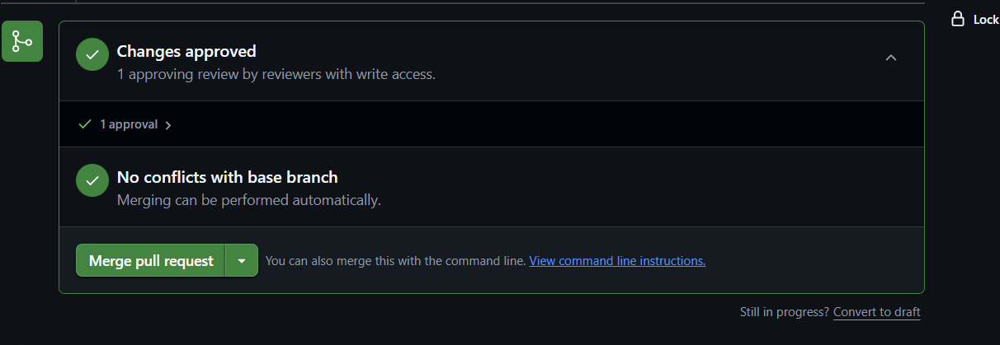 Lock
Changes approved
1 approving review by reviewers with write access.
1 approval
No conflicts with base branch
Merging can be performed automatically.
Merge pull request
You can also merge this with the command line. View command line instructions.
Still in progress? Convert to draft